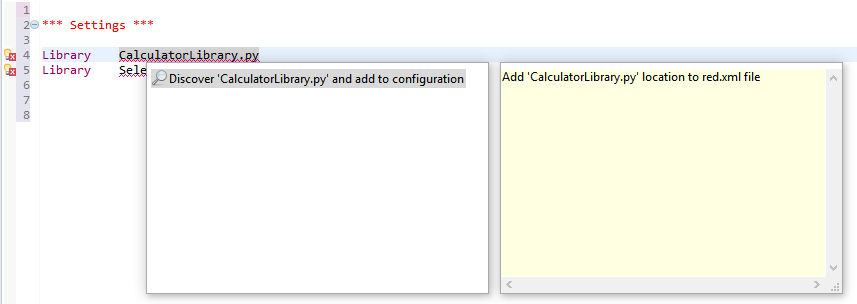 1
2 *** Settings ***
3
4 Library CalculatorLibrary.py
5 Library Sele
6
7
8
Discover 'CalculatorLibrary.py' and add to configuration
Add 'CalculatorLibrary.py' location to red.xml file